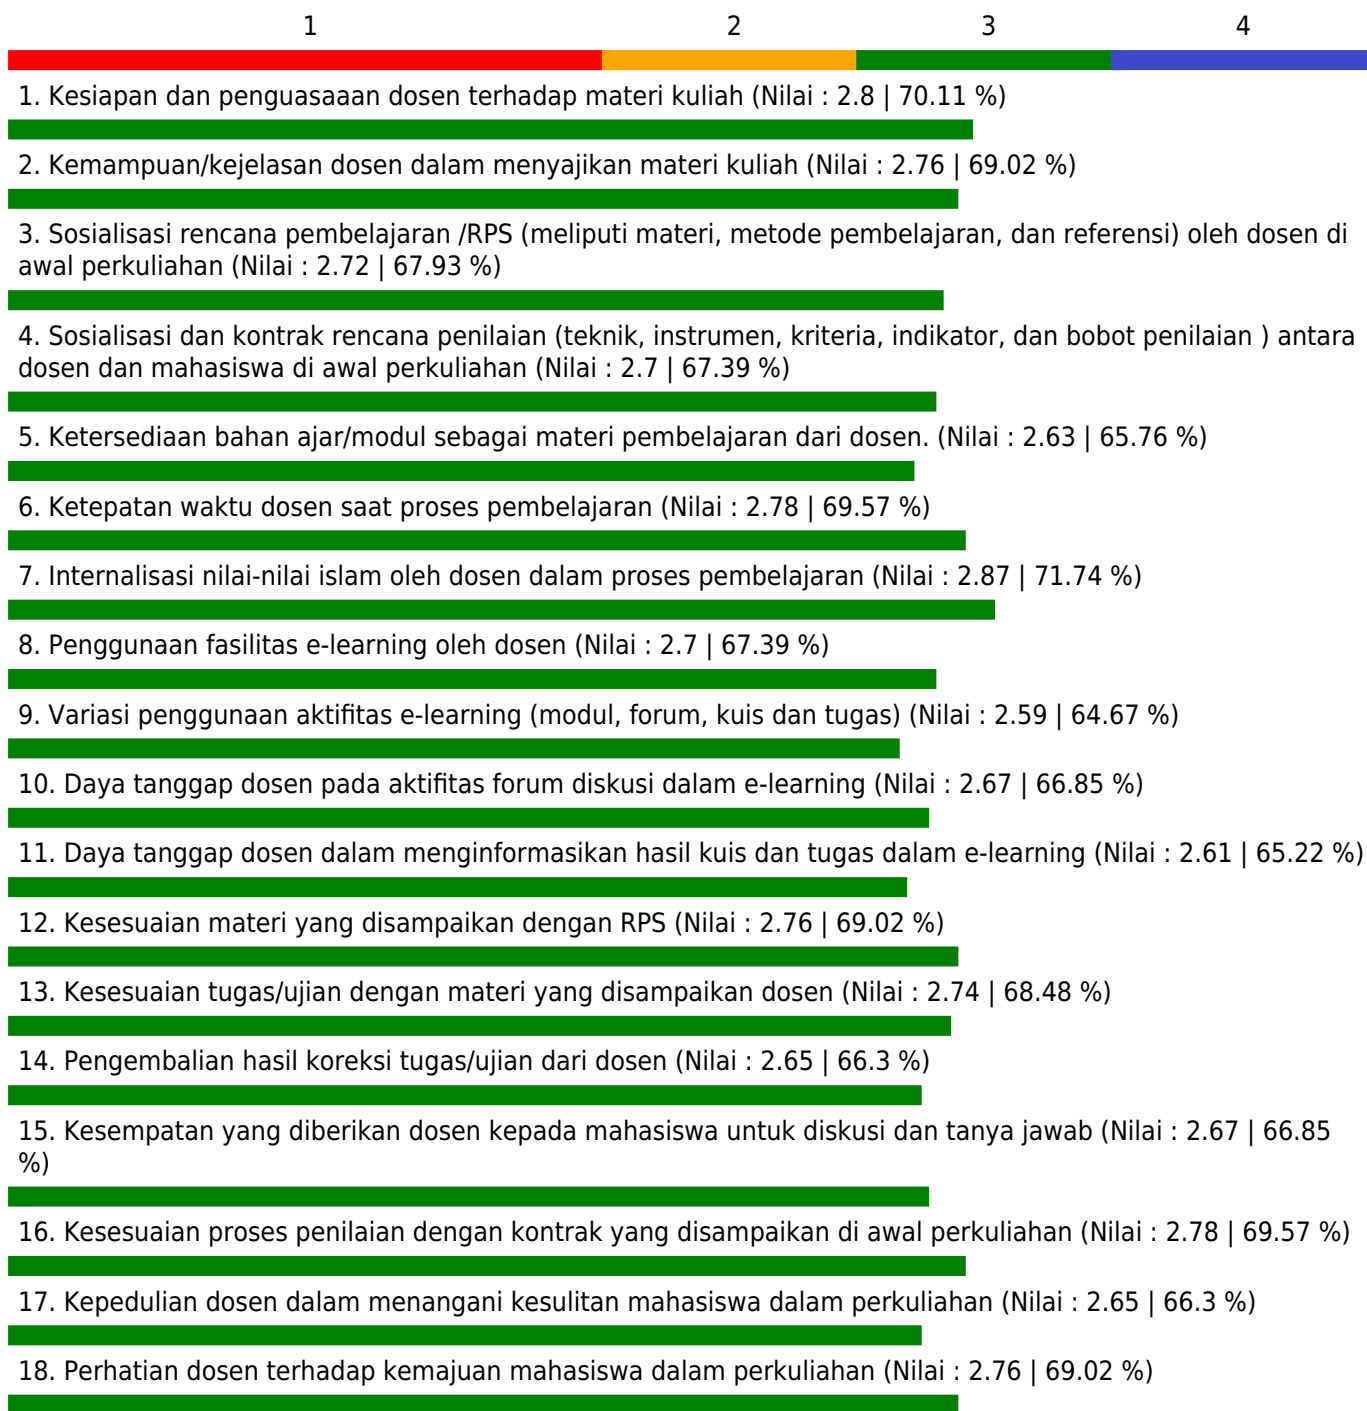 1 2 3 4
1. Kesiapan dan penguasaaan dosen terhadap materi kuliah (Nilai : 2.8 | 70.11 %)
2. Kemampuan/kejelasan dosen dalam menyajikan materi kuliah (Nilai : 2.76 | 69.02 %)
3. Sosialisasi rencana pembelajaran /RPS (meliputi materi, metode pembelajaran, dan referensi) oleh dosen di
awal perkuliahan (Nilai : 2.72 | 67.93 %)
4. Sosialisasi dan kontrak rencana penilaian (teknik, instrumen, kriteria, indikator, dan bobot penilaian ) antara
dosen dan mahasiswa di awal perkuliahan (Nilai : 2.7 | 67.39 %)
5. Ketersediaan bahan ajar/modul sebagai materi pembelajaran dari dosen. (Nilai : 2.63 | 65.76 %)
6. Ketepatan waktu dosen saat proses pembelajaran (Nilai : 2.78 | 69.57 %)
7. Internalisasi nilai-nilai islam oleh dosen dalam proses pembelajaran (Nilai : 2.87 | 71.74 %)
8. Penggunaan fasilitas e-learning oleh dosen (Nilai : 2.7 | 67.39 %)
9. Variasi penggunaan aktifitas e-learning (modul, forum, kuis dan tugas) (Nilai : 2.59 | 64.67 %)
10. Daya tanggap dosen pada aktifitas forum diskusi dalam e-learning (Nilai : 2.67 | 66.85 %)
11. Daya tanggap dosen dalam menginformasikan hasil kuis dan tugas dalam e-learning (Nilai : 2.61 | 65.22 %)
12. Kesesuaian materi yang disampaikan dengan RPS (Nilai : 2.76 | 69.02 %)
13. Kesesuaian tugas/ujian dengan materi yang disampaikan dosen (Nilai : 2.74 | 68.48 %)
14. Pengembalian hasil koreksi tugas/ujian dari dosen (Nilai : 2.65 | 66.3 %)
15. Kesempatan yang diberikan dosen kepada mahasiswa untuk diskusi dan tanya jawab (Nilai : 2.67 | 66.85
%)
16. Kesesuaian proses penilaian dengan kontrak yang disampaikan di awal perkuliahan (Nilai : 2.78 | 69.57 %)
17. Kepedulian dosen dalam menangani kesulitan mahasiswa dalam perkuliahan (Nilai : 2.65 | 66.3 %)
18. Perhatian dosen terhadap kemajuan mahasiswa dalam perkuliahan (Nilai : 2.76 | 69.02 %)